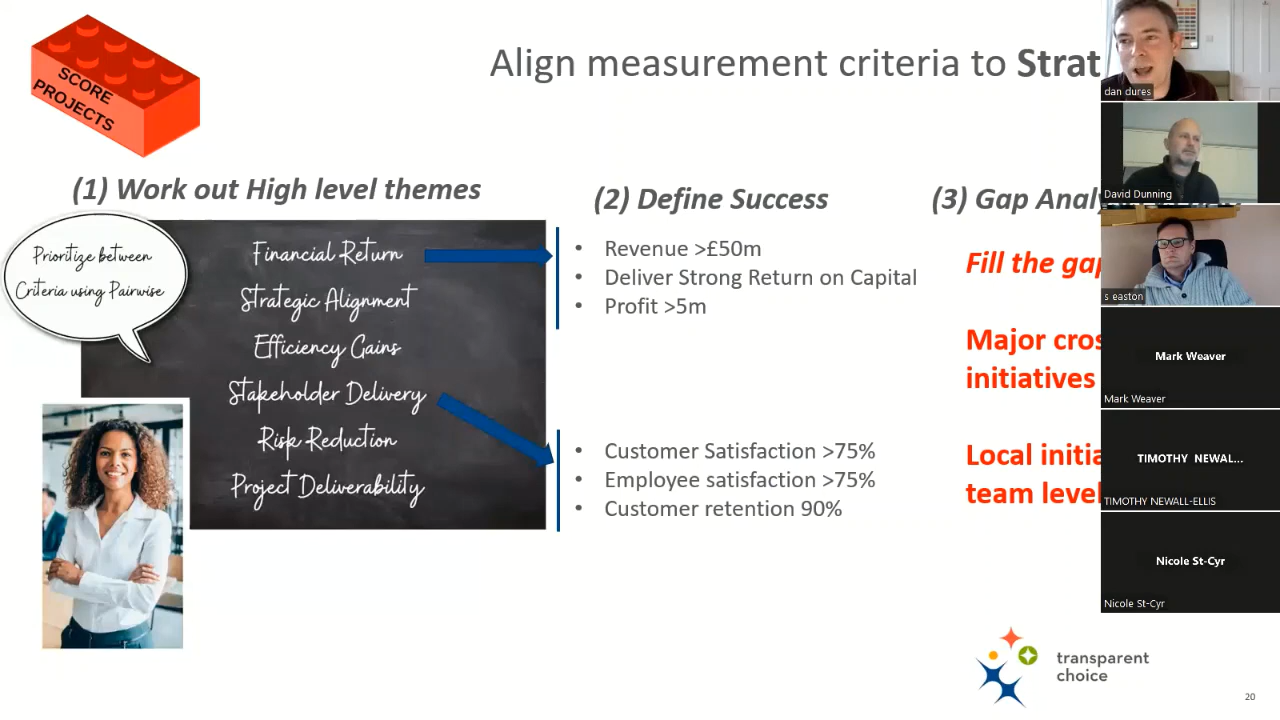 SCORE
PROJECTS
Align measurement criteria to Strat
(1) Work out High level themes
Prioritize between
Criteria using Pairwise
Financial Return
Strategic Alignment
Efficiency Gains
Stakeholder Delivery
Risk Reduction
Project Deliverability
(2) Define Success
• Revenue >£50m
• Deliver Strong Return on Capital
• Profit >5m
• Customer Satisfaction >75%
• Employee satisfaction >75%
• Customer retention 90%
(3) Gap Analy
Fill the gap
Major cros
initiatives
Local initia
team level
dan dures
David Dunning
s easton
Mark Weaver
Mark Weaver
TIMOTHY NEWAL...
TIMOTHY NEWALL-ELLIS
Nicole St-Cyr
Nicole St-Cyr
transparent
choice
20